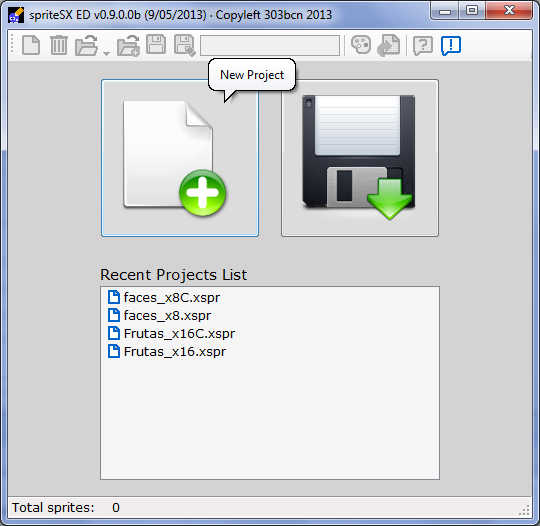 spriteSX ED v0.9.0.0b (9/05/2013) · Copyleft 303bcn 2013
New Project
Recent Projects List
faces_x8C.xspr
faces_x8.xspr
Frutas_x16C.xspr
Frutas_x16.xspr
Total sprites: 0